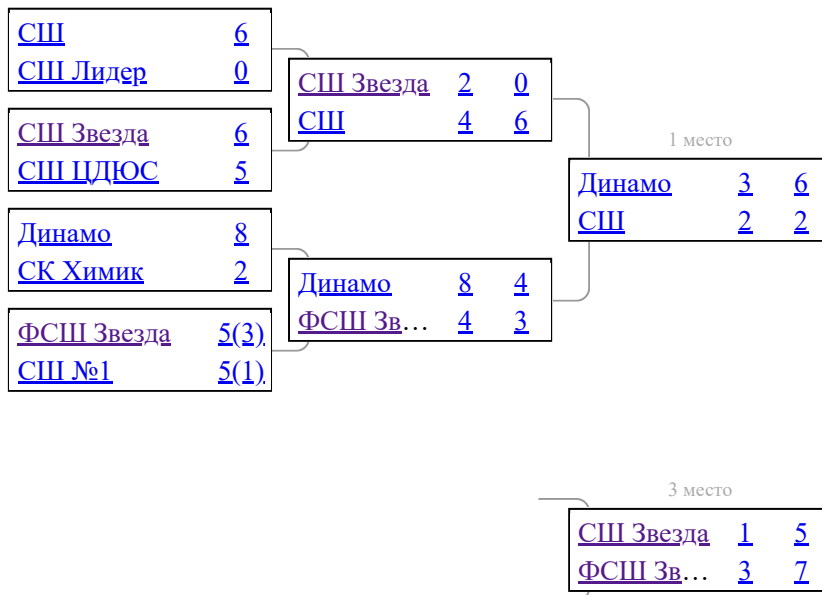 СШ 6
СШ Лидер 0
СШ Звезда 6
СШ ЦДЮС 5
Динамо 8
СК Химик 2
ФСШ Звезда 5(3)
СШ №1 5(1)
СШ Звезда 2 0
СШ 4 6
Динамо 8 4
ФСШ Зв... 4 3
1 место
Динамо 3 6
СШ 2 2
3 место
СШ Звезда 1 5
ФСШ Зв... 3 7